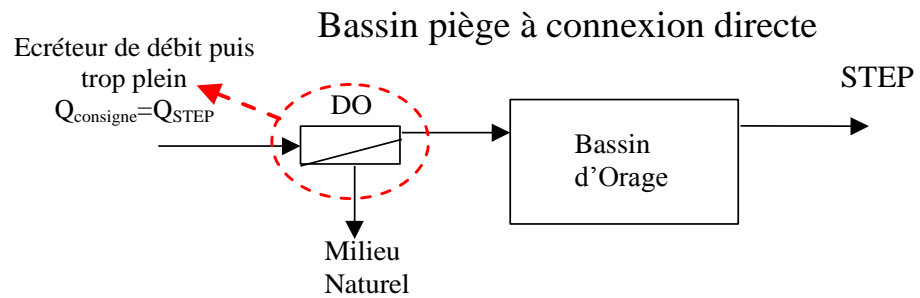 Bassin piège à connexion directe
Ecréteur de débit puis
trop plein
Qconsigne=QSTEP
DO
STEP
Bassin
d'Orage
Milieu
Naturel